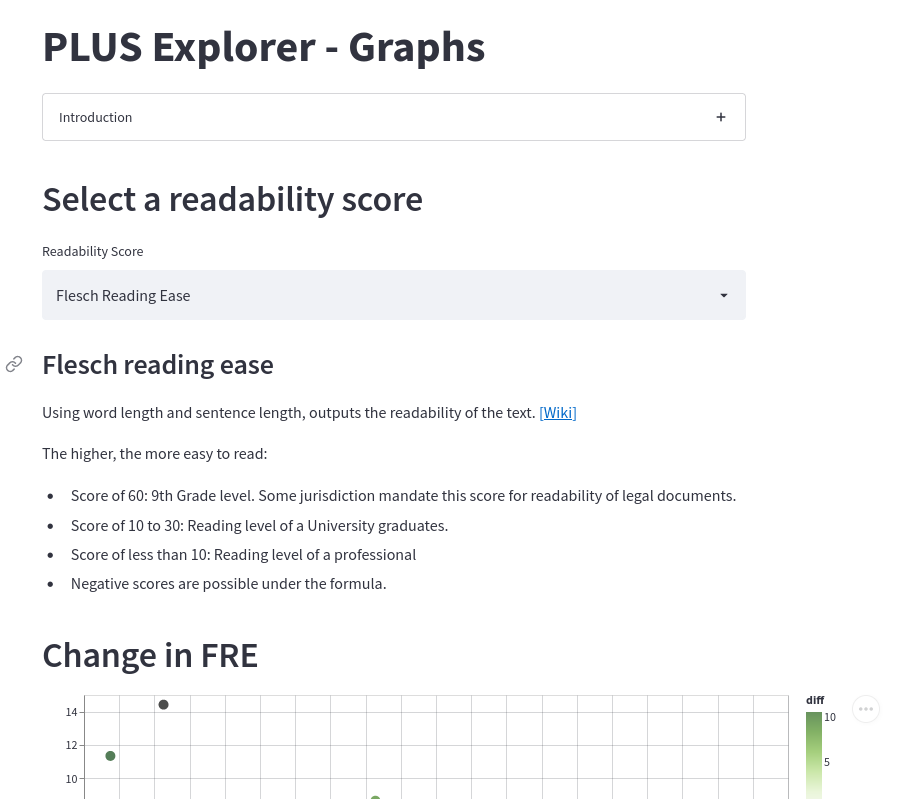 PLUS Explorer - Graphs
Introduction +
Select a readability score
Readability Score
Flesch Reading Ease
Flesch reading ease
Using word length and sentence length, outputs the readability of the text. [Wiki]
The higher, the more easy to read:
• Score of 60: 9th Grade level. Some jurisdiction mandate this score for readability of legal documents.
• Score of 10 to 30: Reading level of a University graduates.
• Score of less than 10: Reading level of a professional
• Negative scores are possible under the formula.
Change in FRE
diff
14
10
12
5
10